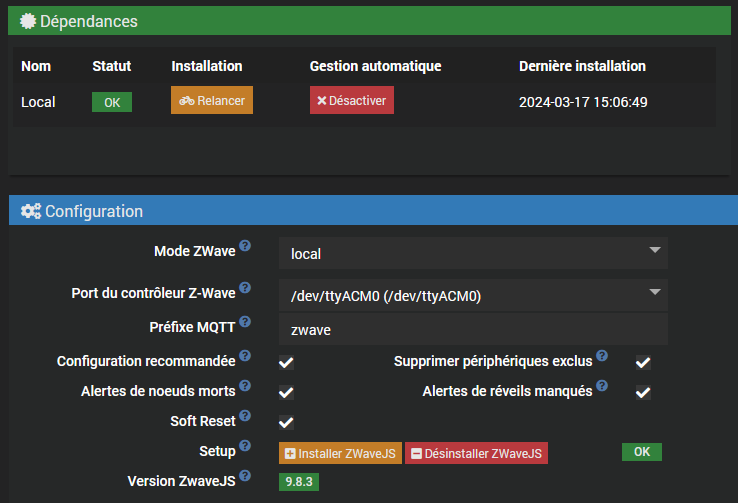 Dépendances
Nom Statut Installation Gestion automatique Dernière installation
Local OK Relancer Désactiver 2024-03-17 15:06:49
Configuration
Mode ZWave ? local
Port du contrôleur Z-Wave ? /dev/ttyACM0 (/dev/ttyACM0)
Préfixe MQTT ? zwave
Configuration recommandée ? Supprimer périphériques exclus ?
Alertes de noeuds morts ? Alertes de réveils manqués ?
Soft Reset ?
Setup ? Installer ZWaveJS Désinstaller ZWaveJS OK
Version ZwaveJS ? 9.8.3